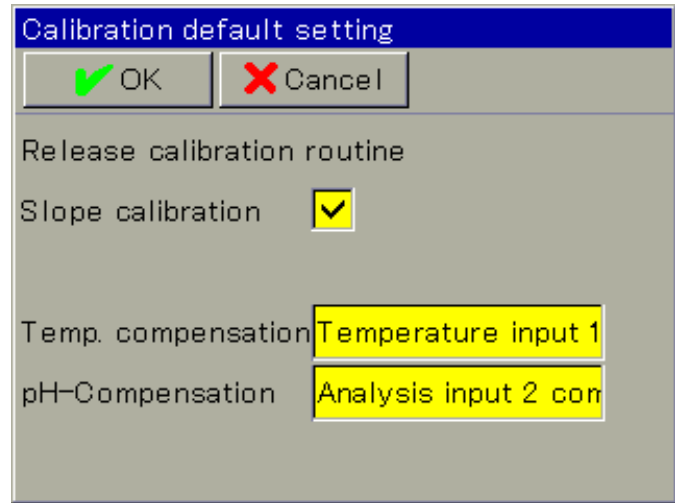 Calibration default setting
OK Cancel
Release calibration routine
Slope calibration
Temp. compensation Temperature input 1
pH-Compensation Analysis input 2 com